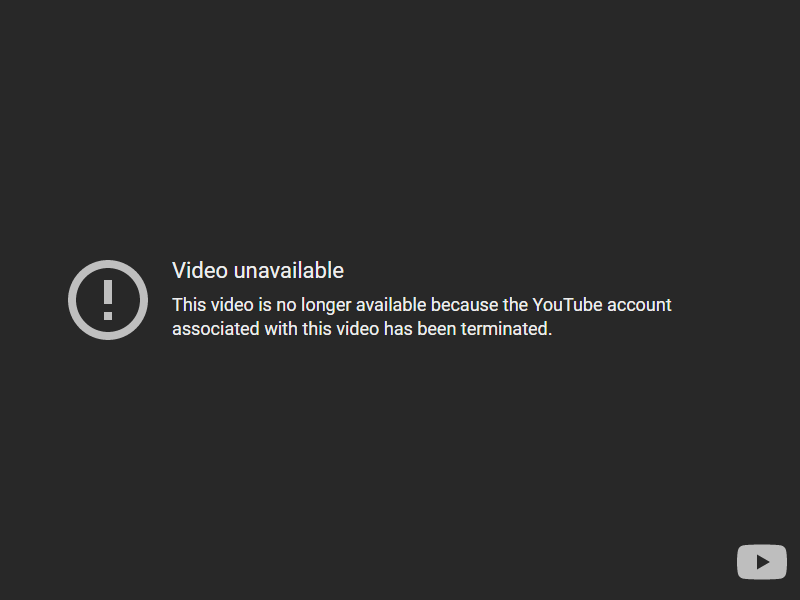 Video unavailable
This video is no longer available because the YouTube account
associated with this video has been terminated.